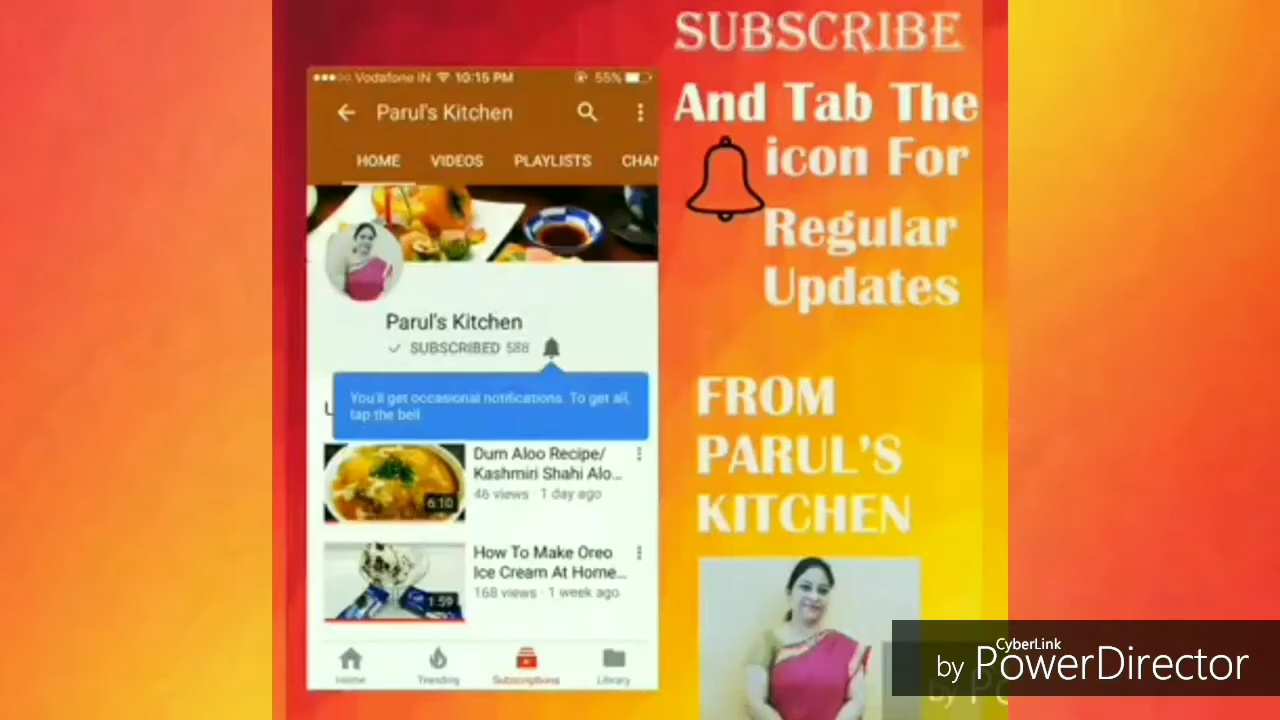 SUBSCRIBE
And Tab The
icon For
Regular
Updates
FROM
PARUL'S
KITCHEN
Vodafone IN 10:15 PM 55%
Parul's Kitchen
HOME VIDEOS PLAYLISTS CHAN
Parul's Kitchen
SUBSCRIBED 588
You'll get occasional notifications. To get all,
tap the bell.
Dum Aloo Recipe/
Kashmiri Shahi Alo...
46 views · 1 day ago
6:10
How To Make Oreo
Ice Cream At Home...
168 views · 1 week ago
1:59
Home Trending Subscriptions Library
CyberLink
by PowerDirector